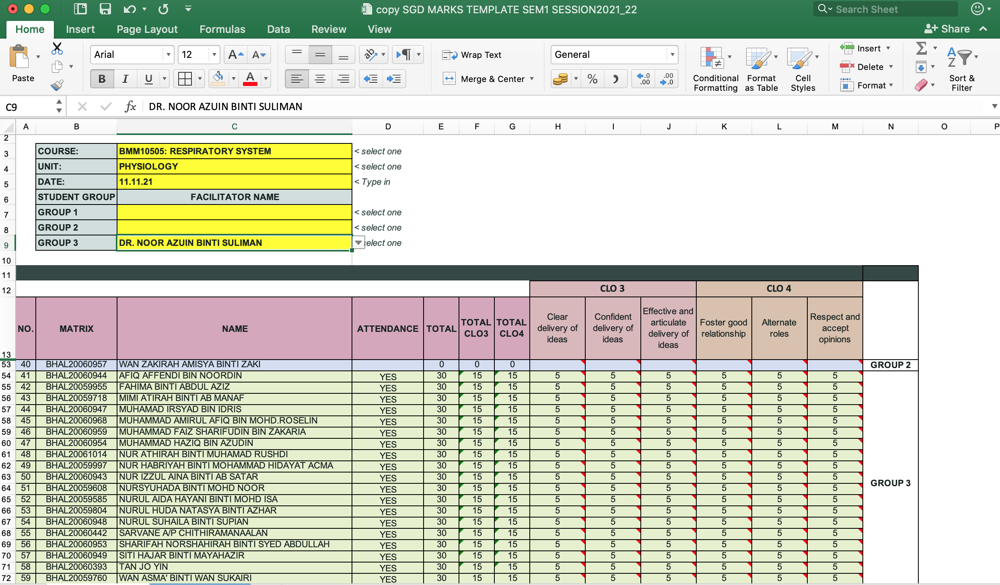 copy SGD MARKS TEMPLATE SEM1 SESSION2021_22
Search Sheet
Home Insert Page Layout Formulas Data Review View Share
Paste
Arial 12 A A
B I U A
ab
Wrap Text
Merge & Center
General
% .0 .00 .00 .0
Conditional Formatting
Format as Table
Cell Styles
Insert
Delete
Format
Sort & Filter
C9 fx DR. NOOR AZUIN BINTI SULIMAN
A B C D E F G H I J K L M N O P
2
3 COURSE: BMM10505: RESPIRATORY SYSTEM < select one
4 UNIT: PHYSIOLOGY < select one
5 DATE: 11.11.21 < Type in
6 STUDENT GROUP FACILITATOR NAME
7 GROUP 1 < select one
8 GROUP 2 < select one
9 GROUP 3 DR. NOOR AZUIN BINTI SULIMAN select one
10
11
12 CLO 3 CLO 4
13 NO. MATRIX NAME ATTENDANCE TOTAL TOTAL CLO3 TOTAL CLO4 Clear delivery of ideas Confident delivery of ideas Effective and articulate delivery of ideas Foster good relationship Alternate roles Respect and accept opinions
53 40 BHAL20060957 WAN ZAKIRAH AMISYA BINTI ZAKI 0 0 0 GROUP 2
54 41 BHAL20060944 AFIQ AFFENDI BIN NOORDIN YES 30 15 15 5 5 5 5 5 5
55 42 BHAL20059955 FAHIMA BINTI ABDUL AZIZ YES 30 15 15 5 5 5 5 5 5
56 43 BHAL20059718 MIMI ATIRAH BINTI AB MANAF YES 30 15 15 5 5 5 5 5 5
57 44 BHAL20060947 MUHAMAD IRSYAD BIN IDRIS YES 30 15 15 5 5 5 5 5 5
58 45 BHAL20060968 MUHAMMAD AMIRUL AFIQ BIN MOHD.ROSELIN YES 30 15 15 5 5 5 5 5 5
59 46 BHAL20060959 MUHAMMAD FAIZ SHARIFUDIN BIN ZAKARIA YES 30 15 15 5 5 5 5 5 5
60 47 BHAL20060954 MUHAMMAD HAZIQ BIN AZUDIN YES 30 15 15 5 5 5 5 5 5
61 48 BHAL20061014 NUR ATHIRAH BINTI MUHAMAD RUSHDI YES 30 15 15 5 5 5 5 5 5
62 49 BHAL20059997 NUR HABRIYAH BINTI MOHAMMAD HIDAYAT ACMA YES 30 15 15 5 5 5 5 5 5
63 50 BHAL20060943 NUR IZZUL AINA BINTI AB SATAR YES 30 15 15 5 5 5 5 5 5
64 51 BHAL20059608 NURSYUHADA BINTI MOHD NOOR YES 30 15 15 5 5 5 5 5 5 GROUP 3
65 52 BHAL20059585 NURUL AIDA HAYANI BINTI MOHD ISA YES 30 15 15 5 5 5 5 5 5
66 53 BHAL20059804 NURUL HUDA NATASYA BINTI AZHAR YES 30 15 15 5 5 5 5 5 5
67 54 BHAL20060948 NURUL SUHAILA BINTI SUPIAN YES 30 15 15 5 5 5 5 5 5
68 55 BHAL20060442 SARVANE A/P CHITHIRAMANAALAN YES 30 15 15 5 5 5 5 5 5
69 56 BHAL20060953 SHARIFAH NORSHAHIRAH BINTI SYED ABDULLAH YES 30 15 15 5 5 5 5 5 5
70 57 BHAL20060949 SITI HAJAR BINTI MAYAHAZIR YES 30 15 15 5 5 5 5 5 5
71 58 BHAL20060393 TAN JO YIN YES 30 15 15 5 5 5 5 5 5
72 59 BHAL20059760 WAN ASMA' BINTI WAN SUKAIRI YES 30 15 15 5 5 5 5 5 5